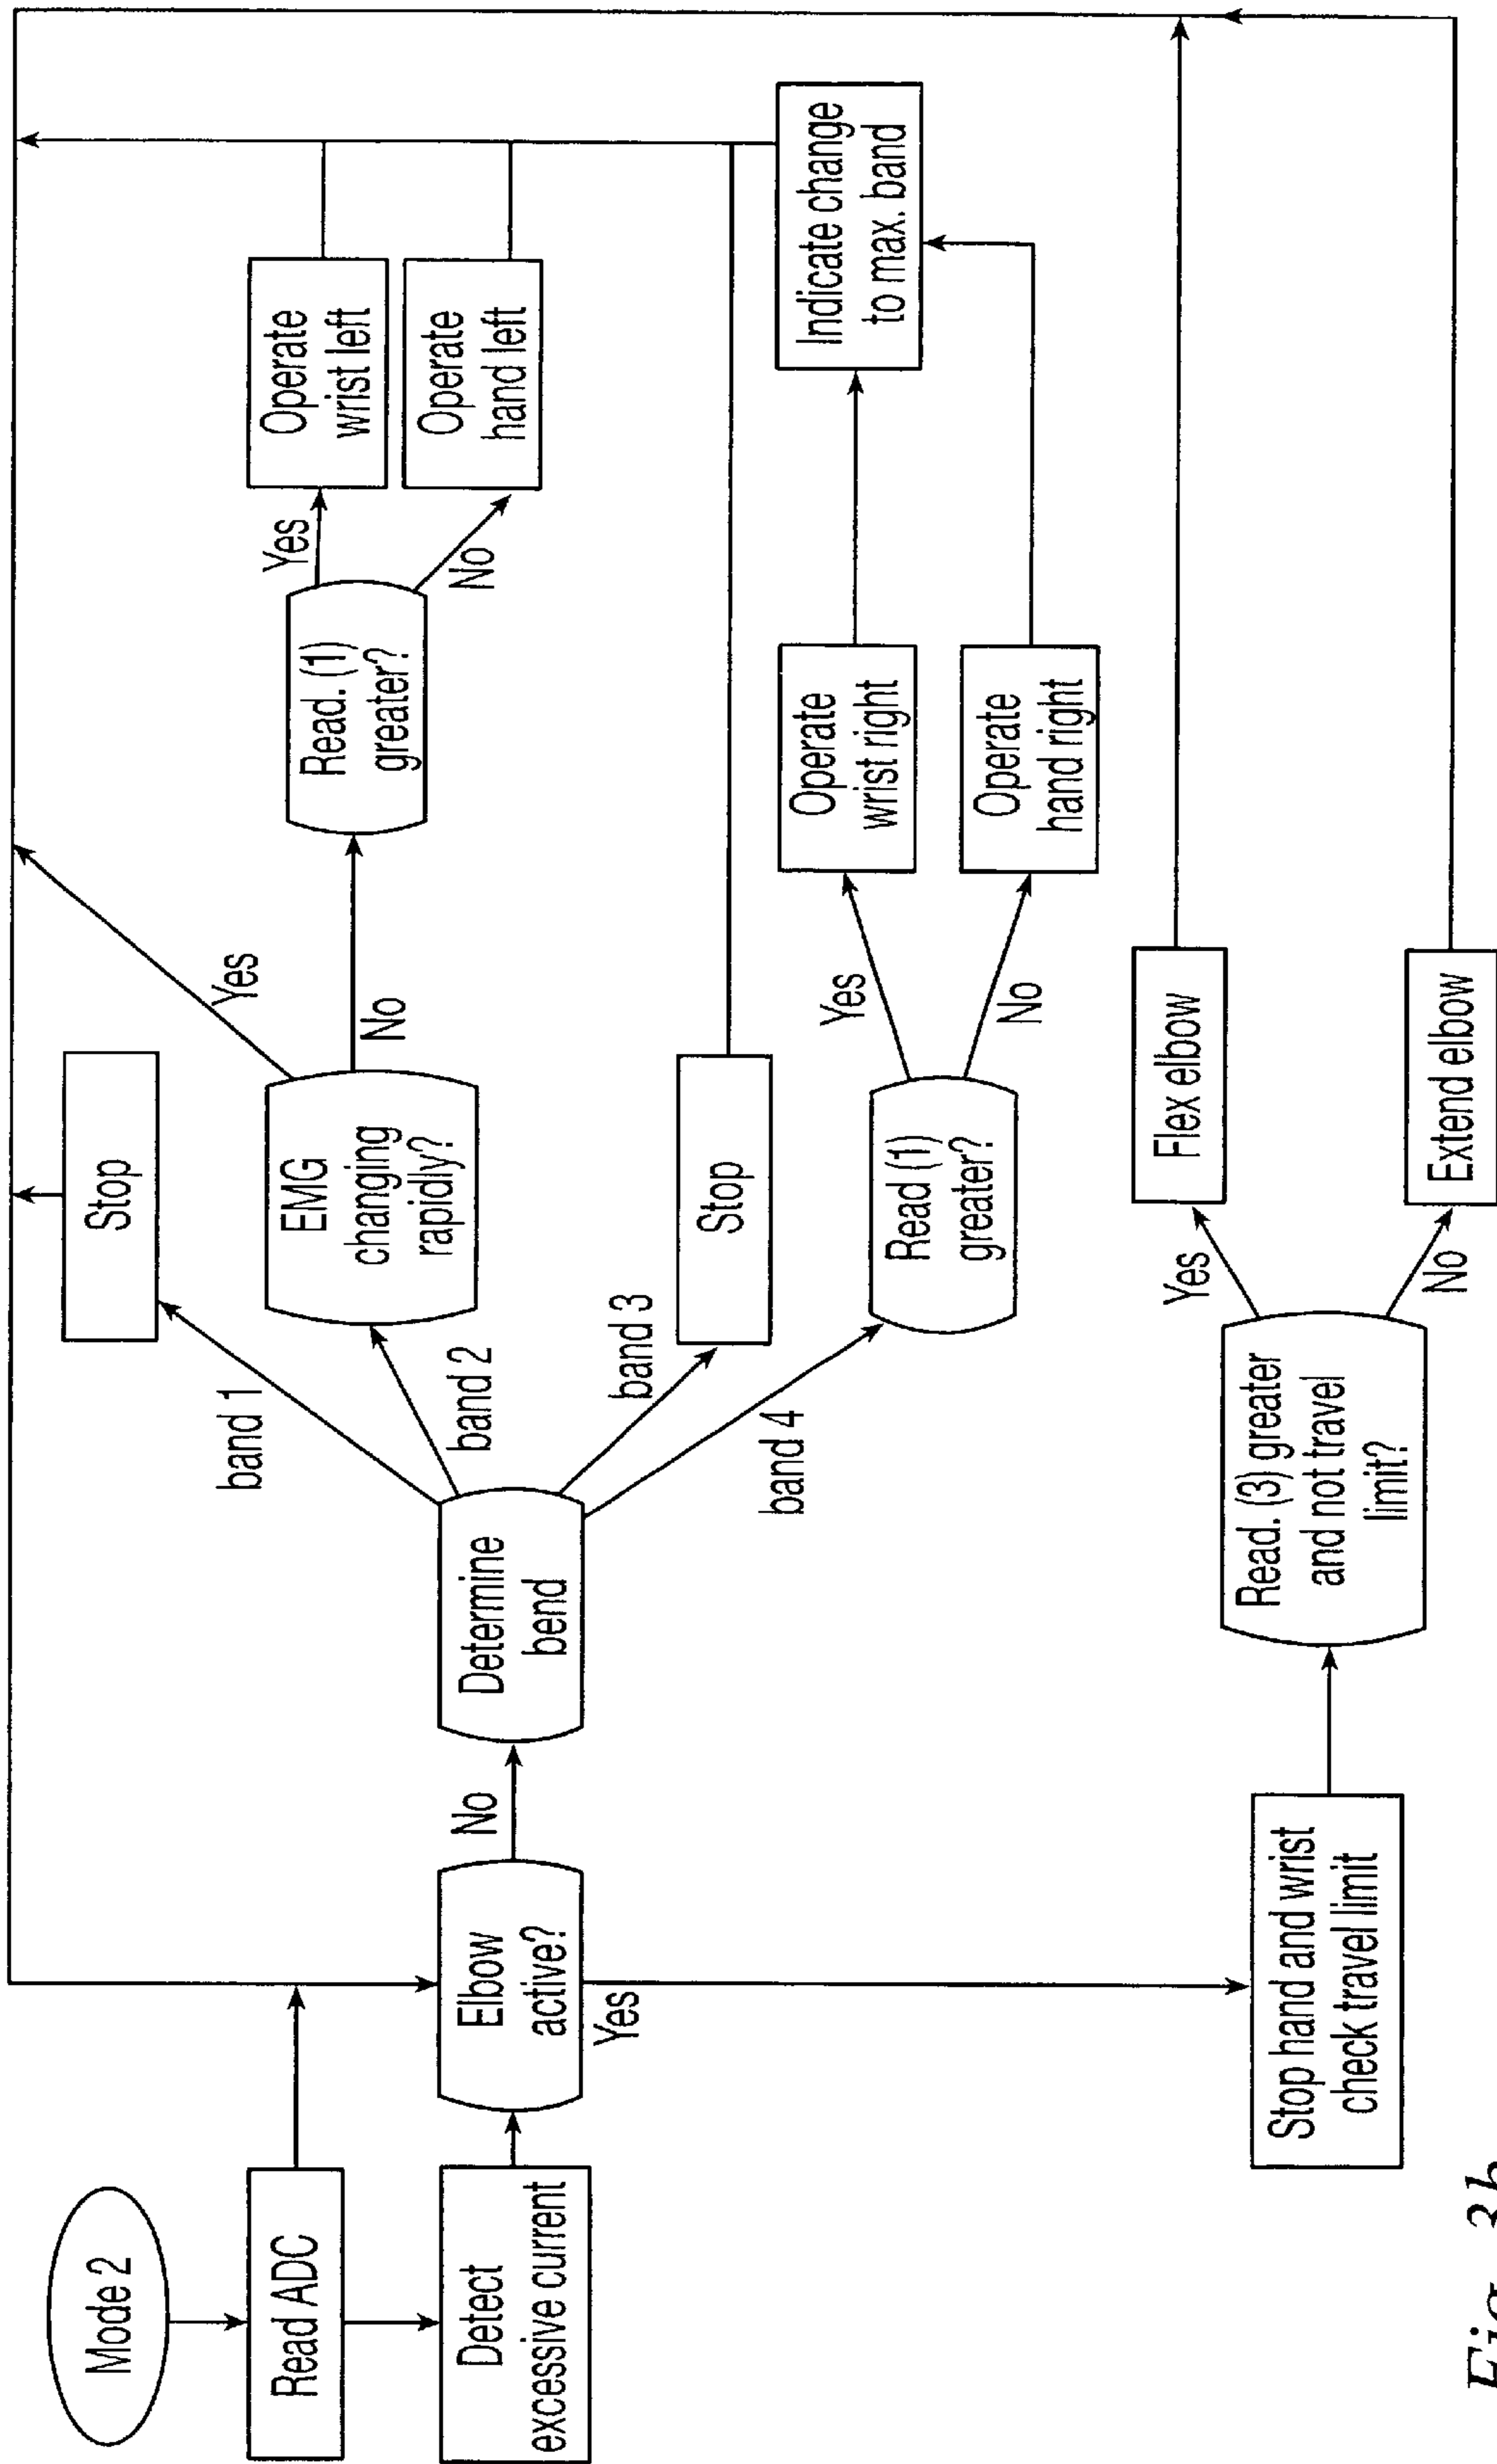 Mode 2
Read ADC
Detect
excessive current
Elbow
active?
No
Yes
Determine
bend
band 1
band 2
band 3
band 4
Stop
EMG
changing
rapidly?
Yes
No
Read. (1)
greater?
Yes
No
Operate
wrist left
Operate
hand left
Stop
Read (1)
greater?
Yes
No
Operate
wrist right
Operate
hand right
Indicate change
to max. band
Stop hand and wrist
check travel limit
Read. (3) greater
and not travel
limit?
Yes
No
Flex elbow
Extend elbow
Fig. 3b